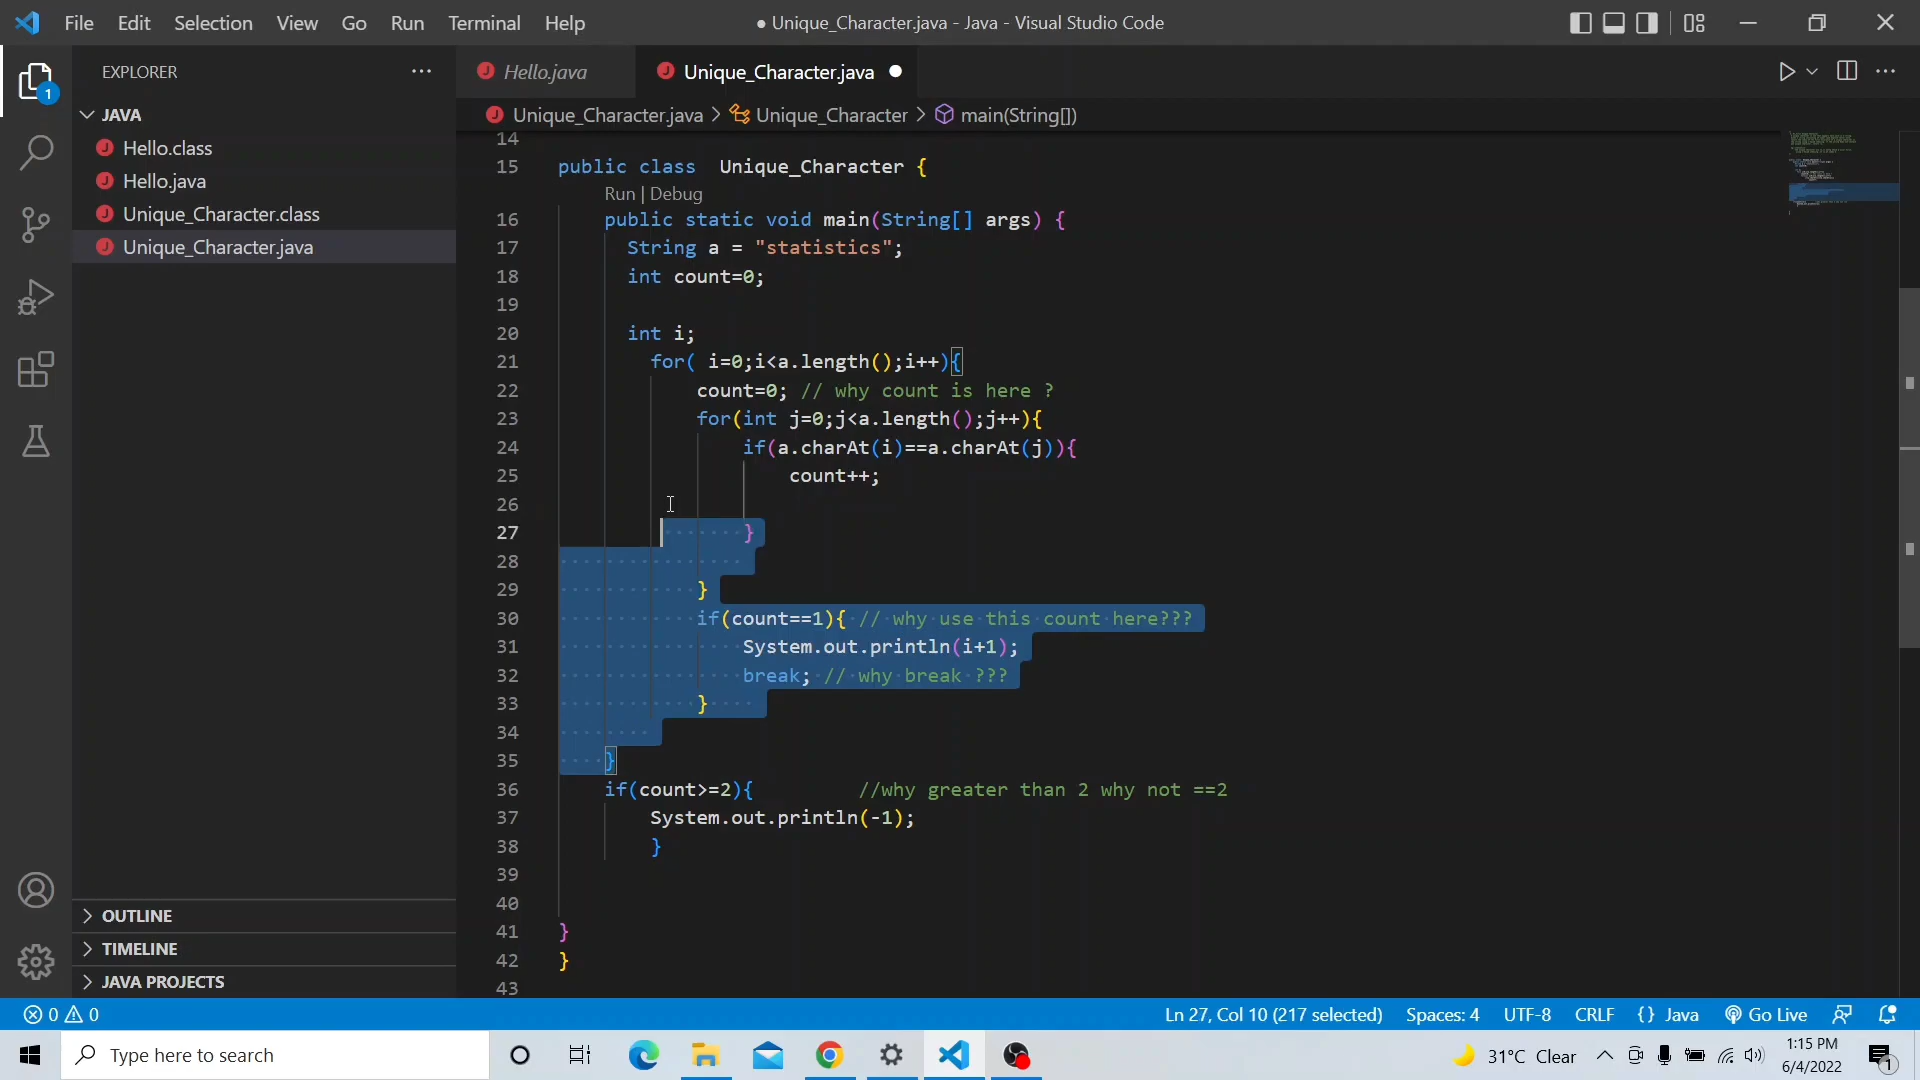 File Edit Selection View Go Run Terminal Help
● Unique_Character.java - Java - Visual Studio Code
EXPLORER
Hello.java
Unique_Character.java
1
JAVA
Unique_Character.java > Unique_Character > main(String[])
Hello.class
Hello.java
Unique_Character.class
Unique_Character.java
14
15 public class Unique_Character {
Run | Debug
16 public static void main(String[] args) {
17 String a = "statistics";
18 int count=0;
19
20 int i;
21 for( i=0;i<a.length();i++){
22 count=0; // why count is here ?
23 for(int j=0;j<a.length();j++){
24 if(a.charAt(i)==a.charAt(j)){
25 count++;
26
27 }
28
29 }
30 if(count==1){ // why use this count here???
31 System.out.println(i+1);
32 break; // why break ???
33 }
34
35 }
36 if(count>=2){ //why greater than 2 why not ==2
37 System.out.println(-1);
38 }
39
40
41 }
42 }
43
OUTLINE
TIMELINE
JAVA PROJECTS
0 0
Ln 27, Col 10 (217 selected) Spaces: 4 UTF-8 CRLF {} Java Go Live
Type here to search
31°C Clear
1:15 PM
6/4/2022
1